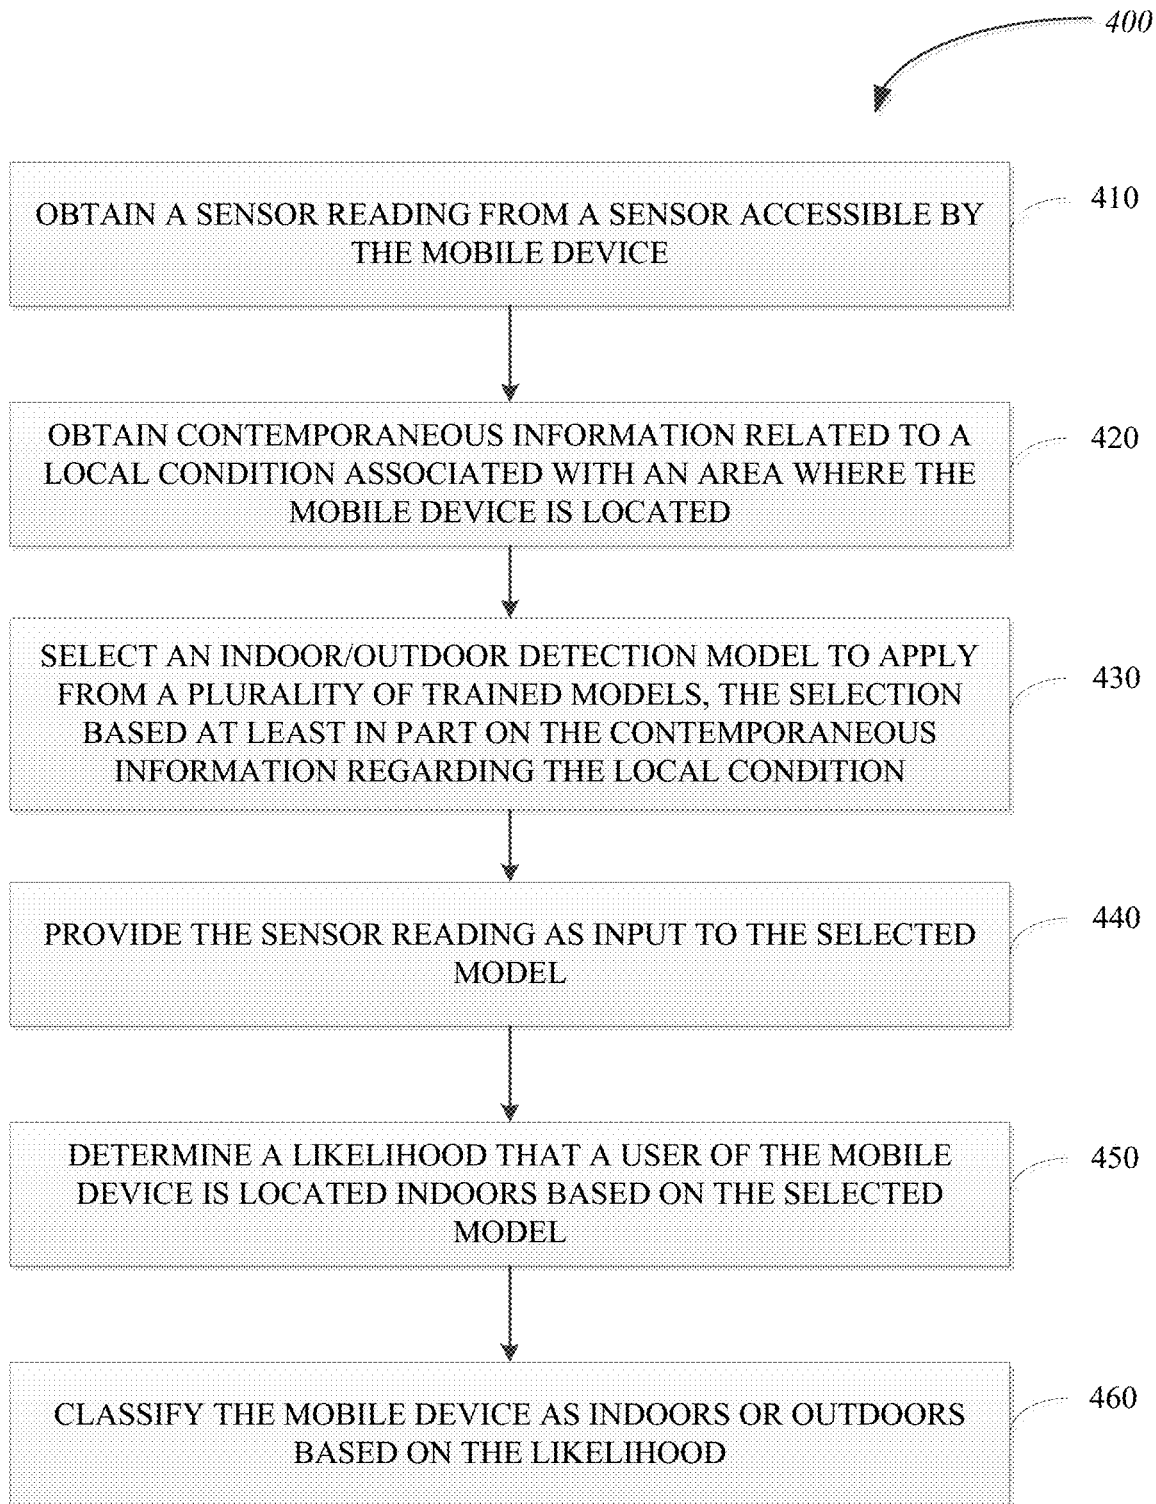 400
OBTAIN A SENSOR READING FROM A SENSOR ACCESSIBLE BY
THE MOBILE DEVICE
410
OBTAIN CONTEMPORANEOUS INFORMATION RELATED TO A
LOCAL CONDITION ASSOCIATED WITH AN AREA WHERE THE
MOBILE DEVICE IS LOCATED
420
SELECT AN INDOOR/OUTDOOR DETECTION MODEL TO APPLY
FROM A PLURALITY OF TRAINED MODELS, THE SELECTION
BASED AT LEAST IN PART ON THE CONTEMPORANEOUS
INFORMATION REGARDING THE LOCAL CONDITION
430
PROVIDE THE SENSOR READING AS INPUT TO THE SELECTED
MODEL
440
DETERMINE A LIKELIHOOD THAT A USER OF THE MOBILE
DEVICE IS LOCATED INDOORS BASED ON THE SELECTED
MODEL
450
CLASSIFY THE MOBILE DEVICE AS INDOORS OR OUTDOORS
BASED ON THE LIKELIHOOD
460